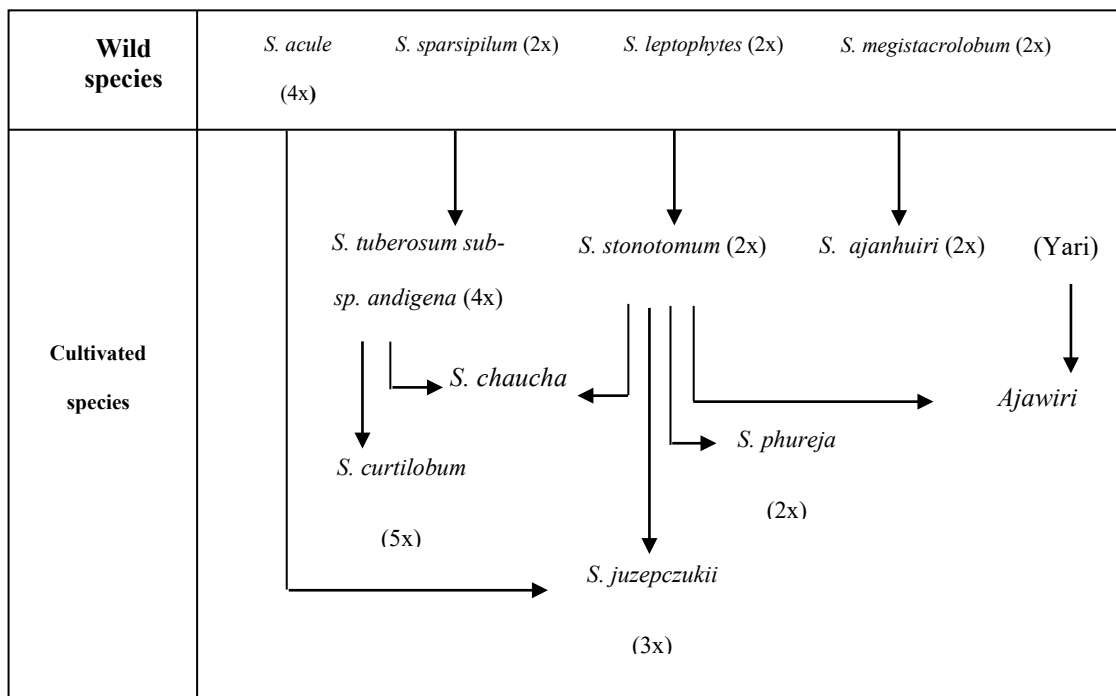 Wild
species
S. acule
(4x)
S. sparsipilum (2x)
S. leptophytes (2x)
S. megistacrolobum (2x)
Cultivated
species
S. tuberosum sub-
sp. andigena (4x)
S. stonotomum (2x)
S. ajanhuiri (2x)
(Yari)
S. chaucha
Ajawiri
S. phureja
(2x)
S. curtilobum
(5x)
S. juzepczukii
(3x)